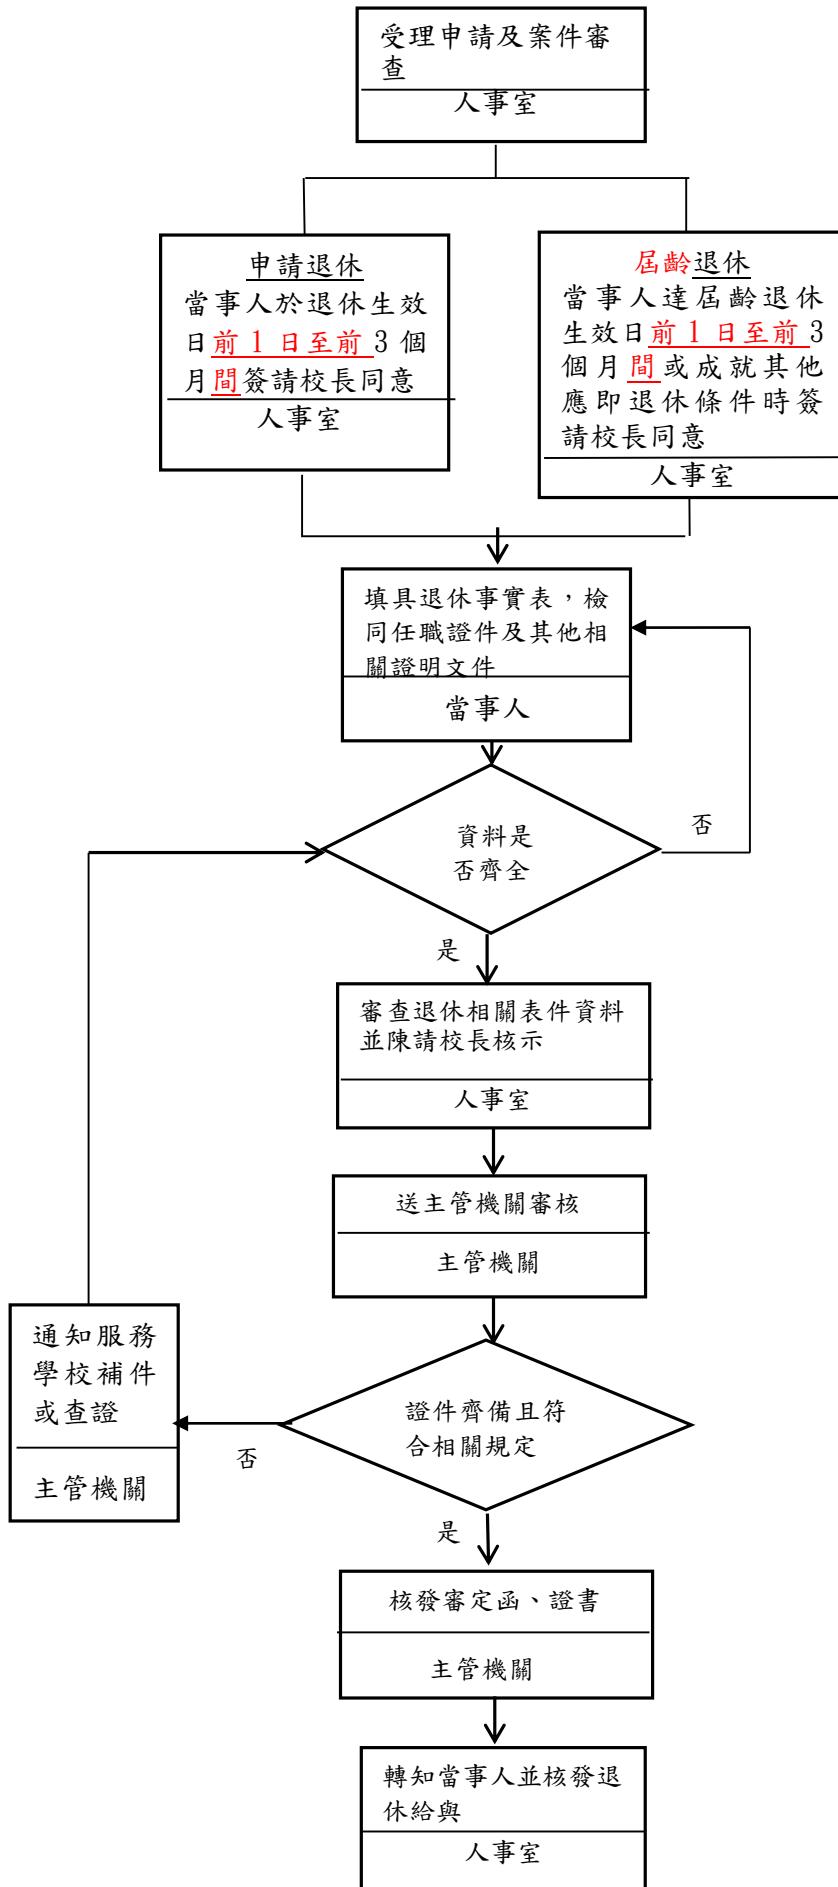 受理申請及案件審
查
人事室
申請退休
當事人於退休生效
日前 1 日至前 3 個
月間簽請校長同意
人事室
屆齡退休
當事人達屆齡退休
生效日前 1 日至前 3
個月間或成就其他
應即退休條件時簽
請校長同意
人事室
填具退休事實表，檢
同任職證件及其他相
關證明文件
當事人
資料是
否齊全
否
是
審查退休相關表件資料
並陳請校長核示
人事室
送主管機關審核
主管機關
通知服務
學校補件
或查證
主管機關
證件齊備且符
合相關規定
否
是
核發審定函、證書
主管機關
轉知當事人並核發退
休給與
人事室